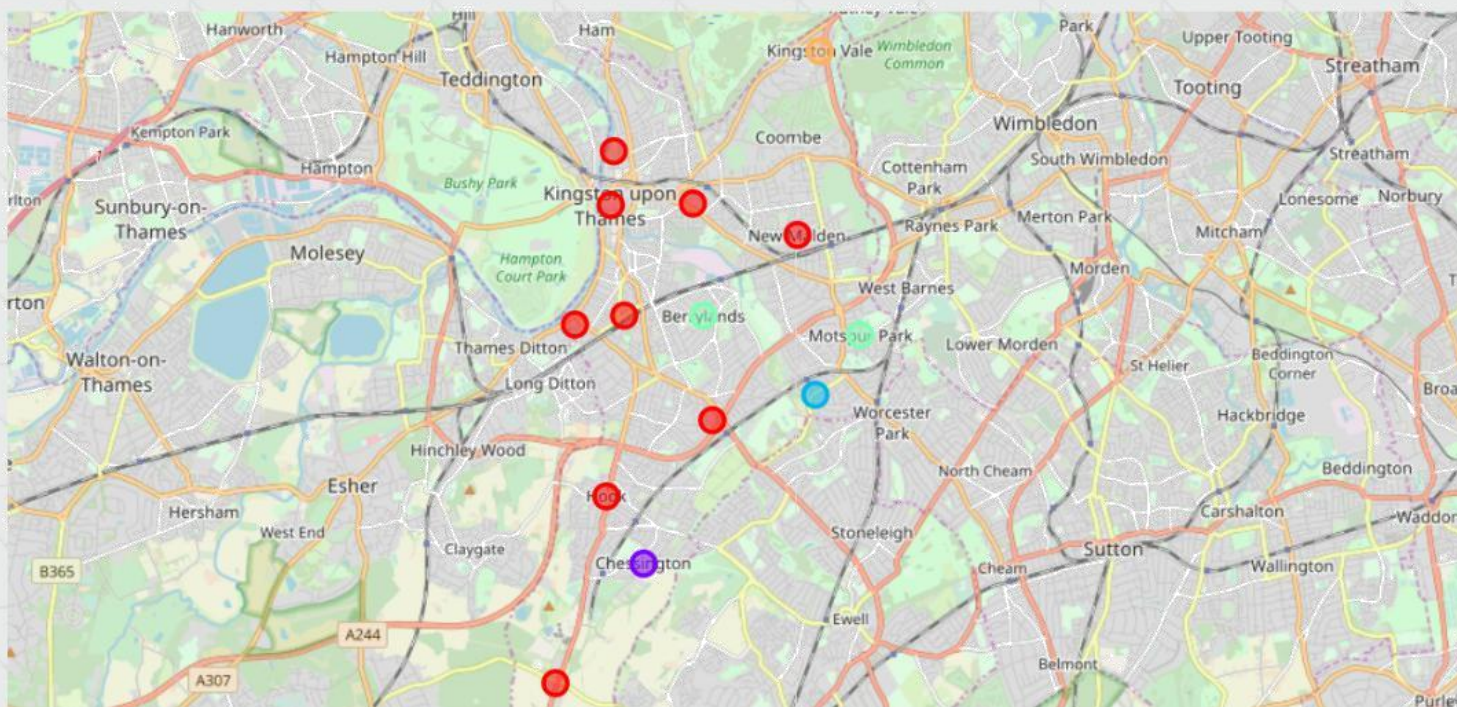 Hill
Hanworth
Ham
Putney Vale
Park
Upper Tooting
Hampton Hill
Kingston Vale
Wimbledon
Common
Streatham
Teddington
Tooting
Kempton Park
Coombe
Wimbledon
Hampton
Cottenham
Park
South Wimbledon
Streatham
Bushy Park
Kingston upon
Thames
Lonesome
Norbury
Sunbury-on-
Thames
Merton Park
Raynes Park
Mitcham
New Malden
Molesey
Hampton
Court Park
Morden
West Barnes
Berrylands
Motspur Park
Thames Ditton
Lower Morden
Walton-on-
Thames
St Helier
Beddington
Corner
Long Ditton
Worcester
Park
Hackbridge
Hinchley Wood
North Cheam
Beddington
Esher
Hook
Hersham
Carshalton
West End
Stoneleigh
Claygate
Sutton
Chessington
Cheam
Wallington
B365
Ewell
A244
Belmont
A307